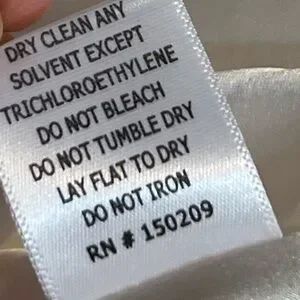 DRY CLEAN ANY
SOLVENT EXCEPT
TRICHLOROETHYLENE
DO NOT BLEACH
DO NOT TUMBLE DRY
LAY FLAT TO DRY
DO NOT IRON
RN # 150209